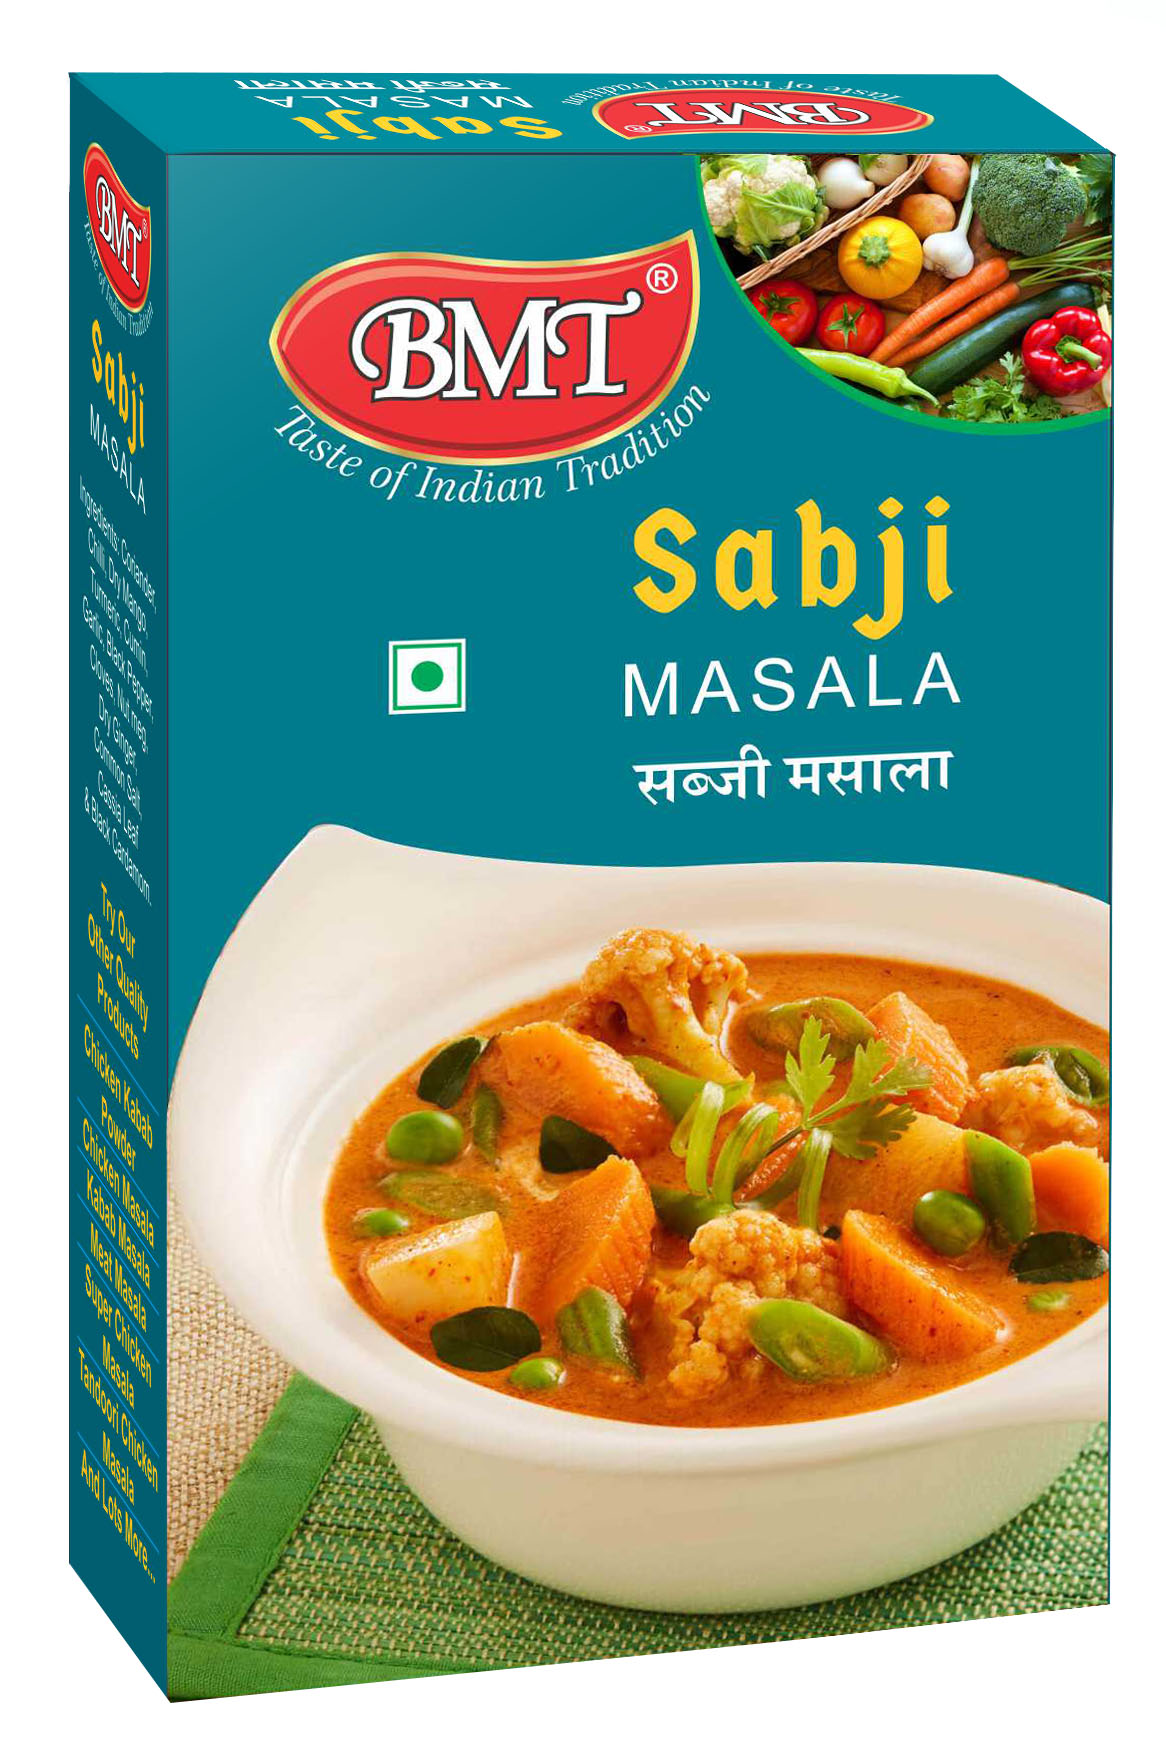 सब्जी मसाला
MASALA
Sabji
BMT®
Taste of Indian Tradition
BMT®
Taste of Indian Tradition
Sabji
MASALA
सब्जी मसाला
BMT®
Taste of Indian Tradition
Sabji
MASALA
Ingredients: Coriander,
Chilli, Dry Mango,
Turmeric, Cumin,
Garlic, Black Pepper,
Cloves, Nut meg,
Dry Ginger,
Common Salt,
Cassia Leaf
& Black Cardamom.
Try Our
Other Quality
Products
Chicken Kabab
Powder
Chicken Masala
Kabab Masala
Meat Masala
Super Chicken
Masala
Tandoori Chicken
Masala
And Lots More...